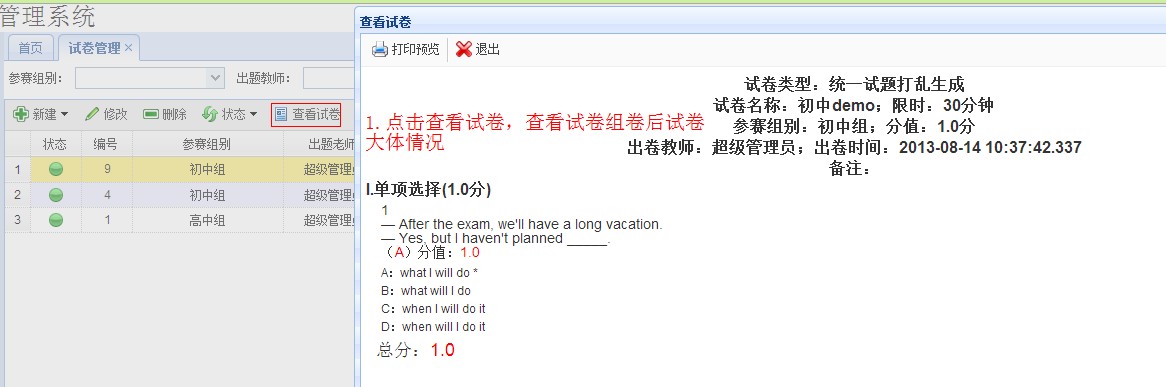 管理系统
首页 试卷管理
参赛组别： 出题教师：
新建 修改 删除 状态 查看试卷
状态 编号 参赛组别 出题老师
1 9 初中组 超级管理
2 4 初中组 超级管理
3 1 高中组 超级管理
查看试卷
打印预览 退出
试卷类型：统一试题打乱生成
试卷名称：初中demo；限时：30分钟
参赛组别：初中组；分值：1.0分
出卷教师：超级管理员；出卷时间：2013-08-14 10:37:42.337
备注：
1. 点击查看试卷，查看试卷组卷后试卷
大体情况
I.单项选择(1.0分)
1
— After the exam, we'll have a long vacation.
— Yes, but I haven't planned _____.
（A）分值：1.0
A：what I will do *
B：what will I do
C：when I will do it
D：when will I do it
总分：1.0